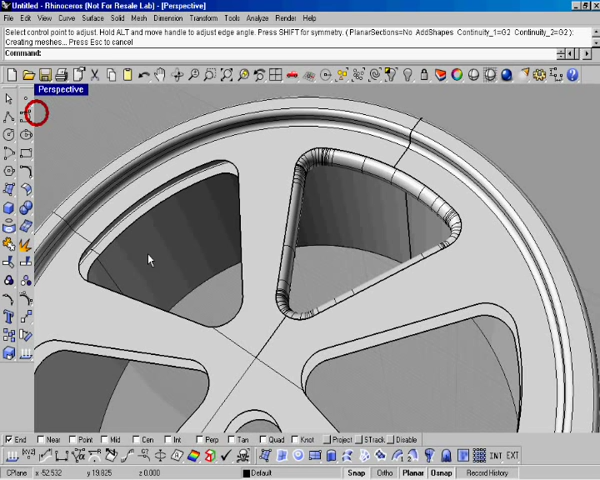 Untitled - Rhinoceros (Not For Resale Lab) - [Perspective]
File Edit View Curve Surface Solid Mesh Dimension Transform Tools Analyze Render Help
Select control point to adjust. Hold ALT and move handle to adjust edge angle. Press SHIFT for symmetry. ( PlanarSections=No AddShapes Continuity_1=G2 Continuity_2=G2 ):
Creating meshes... Press Esc to cancel
Command:
Perspective
End Near Point Mid Cen Int Perp Tan Quad Knot Project STrack Disable
INT EXT
CPlane x -52.532 y 19.825 z 0.000 Default Snap Ortho Planar Osnap Record History